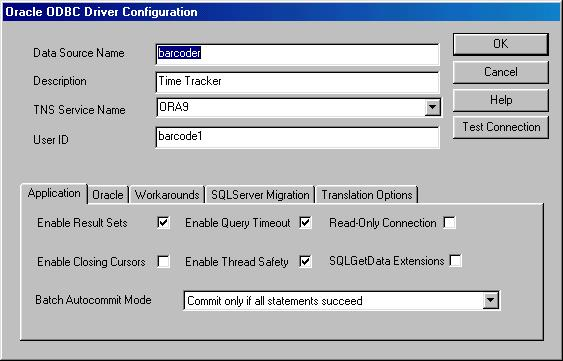 Oracle ODBC Driver Configuration
Data Source Name barcoder OK
Description Time Tracker Cancel
TNS Service Name ORA9 Help
User ID barcode1 Test Connection
Application Oracle Workarounds SQLServer Migration Translation Options
Enable Result Sets Enable Query Timeout Read-Only Connection
Enable Closing Cursors Enable Thread Safety SQLGetData Extensions
Batch Autocommit Mode Commit only if all statements succeed